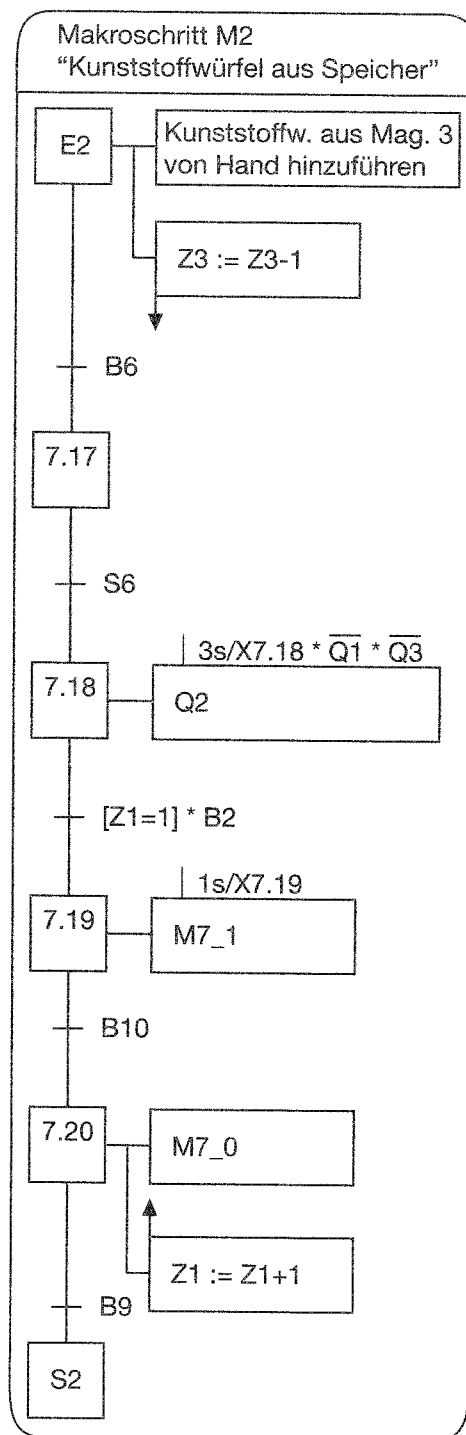 Makroschritt M2
“Kunststoffwürfel aus Speicher”
E2
Kunststoffw. aus Mag. 3
von Hand hinzuführen
Z3 := Z3-1
B6
7.17
S6
3s/X7.18 * Q̅1̅ * Q̅3̅
7.18
Q2
[Z1=1] * B2
1s/X7.19
7.19
M7_1
B10
7.20
M7_0
Z1 := Z1+1
B9
S2